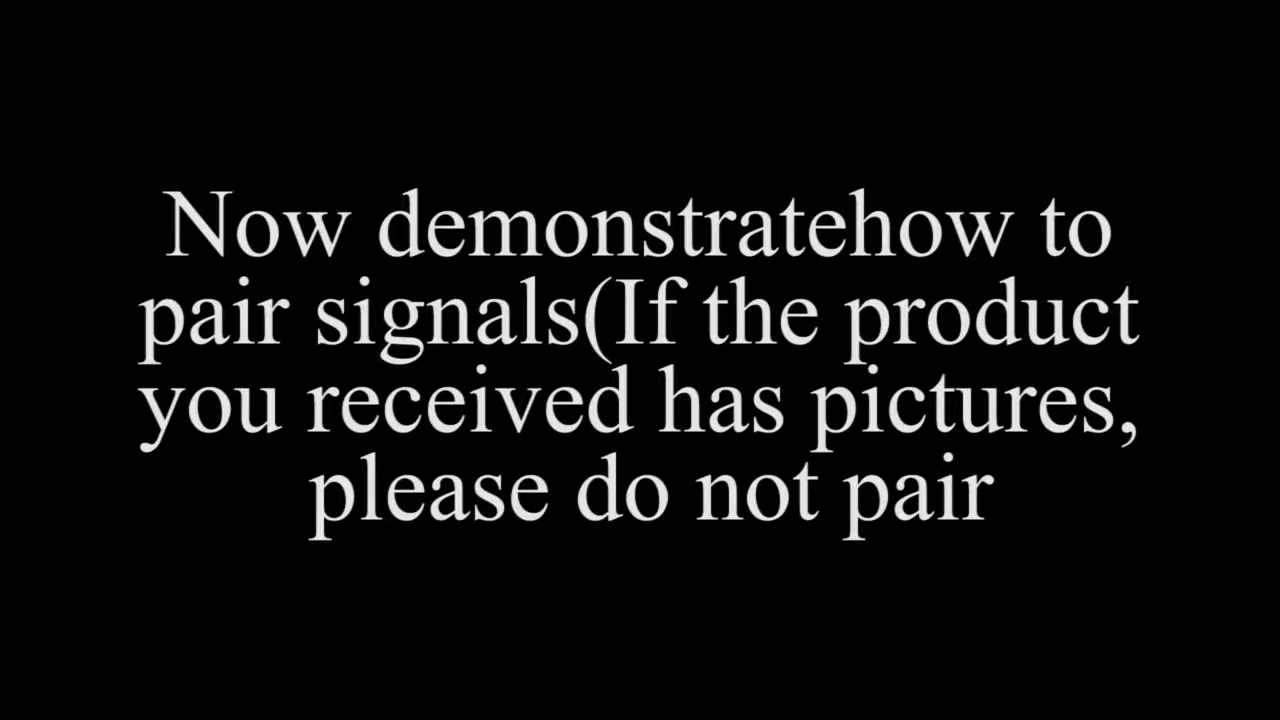 Now demonstratehow to
pair signals(If the product
you received has pictures,
please do not pair